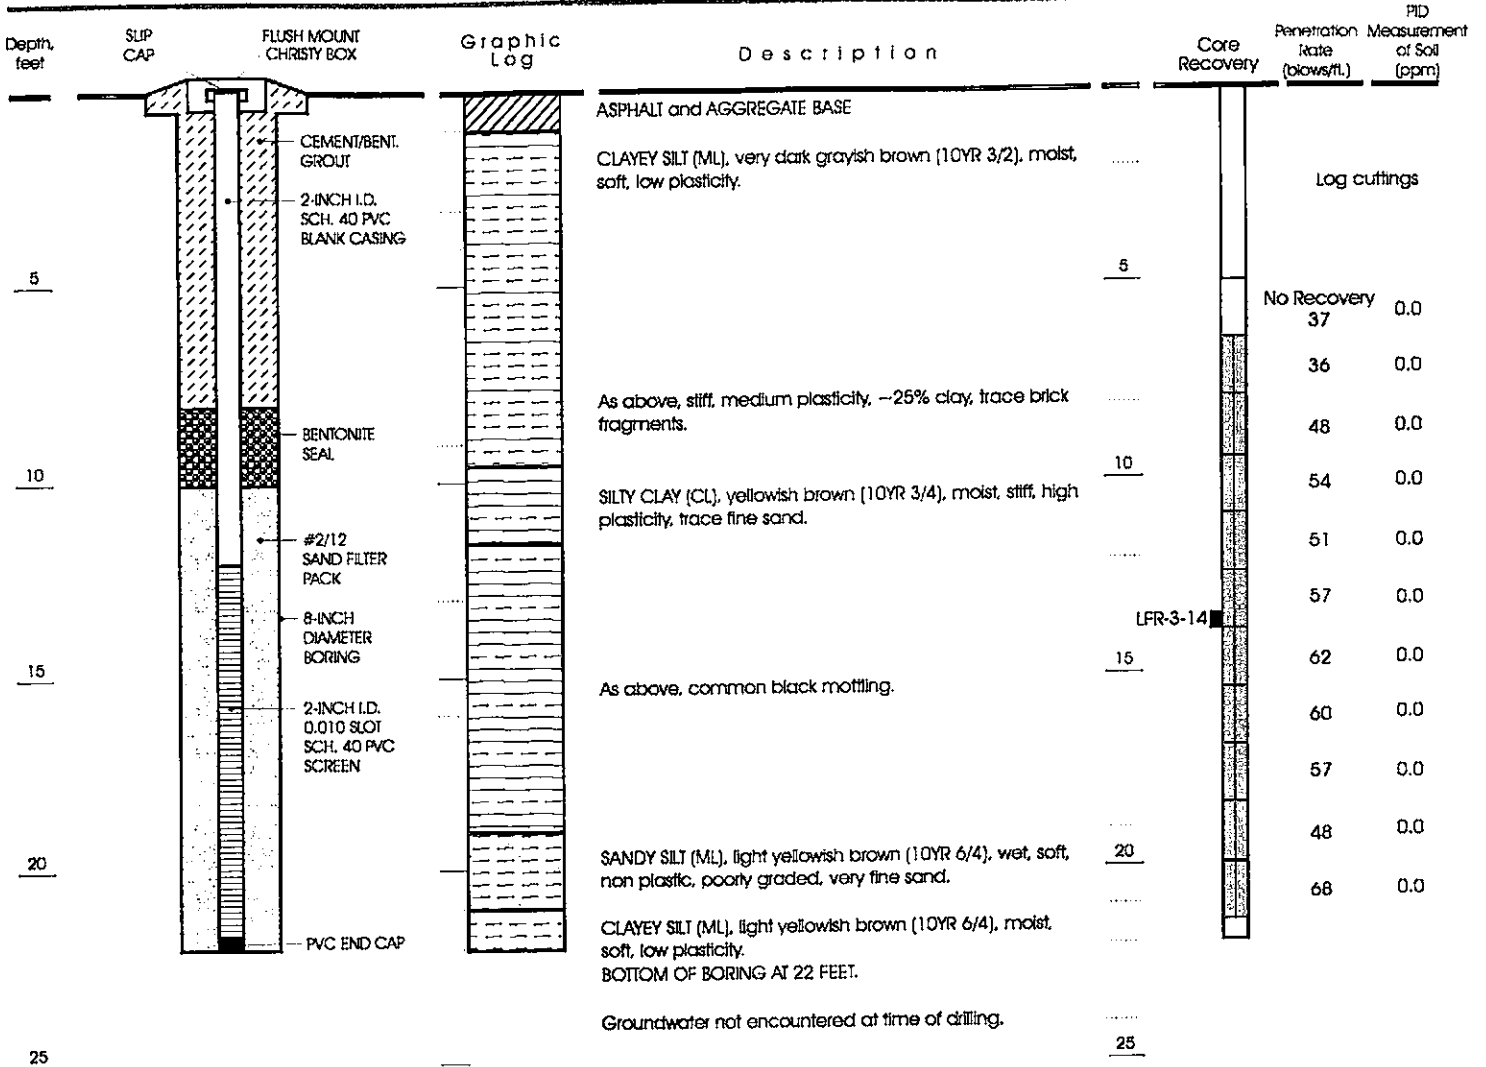 Depth,
feet
SLIP
CAP
FLUSH MOUNT
CHRISTY BOX
Graphic
Log
Description
Core
Recovery
Penetration
Rate
(blows/ft.)
PID
Measurement
of Soil
(ppm)
CEMENT/BENT.
GROUT
2-INCH I.D.
SCH. 40 PVC
BLANK CASING
BENTONITE
SEAL
#2/12
SAND FILTER
PACK
8-INCH
DIAMETER
BORING
2-INCH I.D.
0.010 SLOT
SCH. 40 PVC
SCREEN
PVC END CAP
5
10
15
20
25
ASPHALT and AGGREGATE BASE
CLAYEY SILT (ML), very dark grayish brown (10YR 3/2), moist,
soft, low plasticity.
As above, stiff, medium plasticity, ~25% clay, trace brick
fragments.
SILTY CLAY (CL), yellowish brown (10YR 3/4), moist, stiff, high
plasticity, trace fine sand.
As above, common black mottling.
SANDY SILT (ML), light yellowish brown (10YR 6/4), wet, soft,
non plastic, poorly graded, very fine sand.
CLAYEY SILT (ML), light yellowish brown (10YR 6/4), moist,
soft, low plasticity.
BOTTOM OF BORING AT 22 FEET.
Groundwater not encountered at time of drilling.
5
10
15
20
25
LFR-3-14
Log cuttings
No Recovery
37 0.0
36 0.0
48 0.0
54 0.0
51 0.0
57 0.0
62 0.0
60 0.0
57 0.0
48 0.0
68 0.0